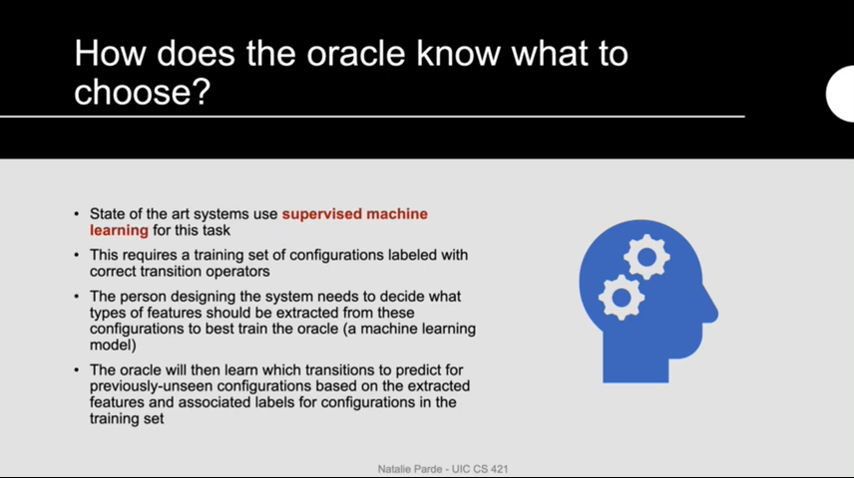 How does the oracle know what to
choose?
• State of the art systems use supervised machine
learning for this task
• This requires a training set of configurations labeled with
correct transition operators
• The person designing the system needs to decide what
types of features should be extracted from these
configurations to best train the oracle (a machine learning
model)
• The oracle will then learn which transitions to predict for
previously-unseen configurations based on the extracted
features and associated labels for configurations in the
training set
Natalie Parde - UIC CS 421